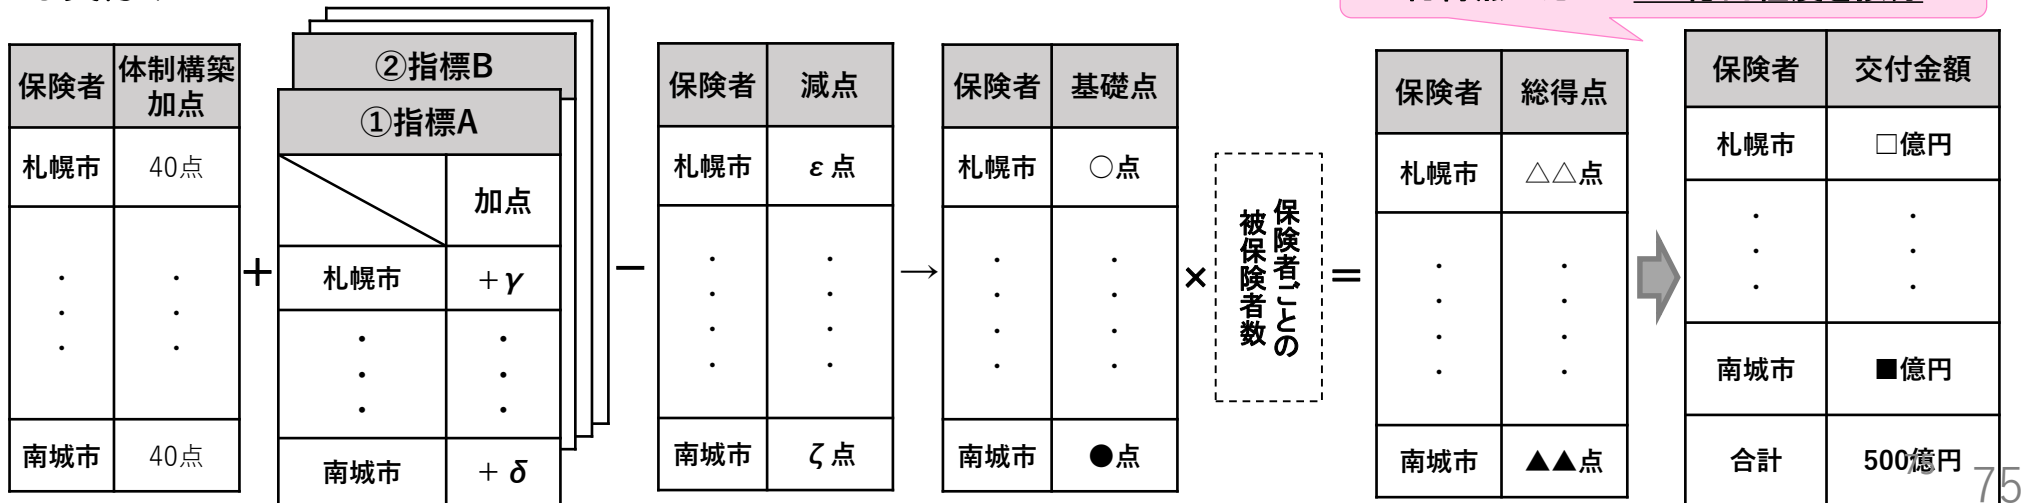 保険者 体制構築加点
札幌市 40点
・ ・
・ ・
・ ・
南城市 40点
＋
②指標B
①指標A
加点
札幌市 ＋γ
・ ・
・ ・
・ ・
南城市 ＋δ
－
保険者 減点
札幌市 ε点
・ ・
・ ・
・ ・
・ ・
南城市 ζ点
→
保険者 基礎点
札幌市 ○点
・ ・
・ ・
・ ・
・ ・
南城市 ●点
×
保険者ごとの
被保険者数
＝
保険者 総得点
札幌市 △△点
・ ・
・ ・
・ ・
・ ・
南城市 ▲▲点
保険者 交付金額
札幌市 □億円
・ ・
・ ・
・ ・
南城市 ■億円
合計 500億円
75